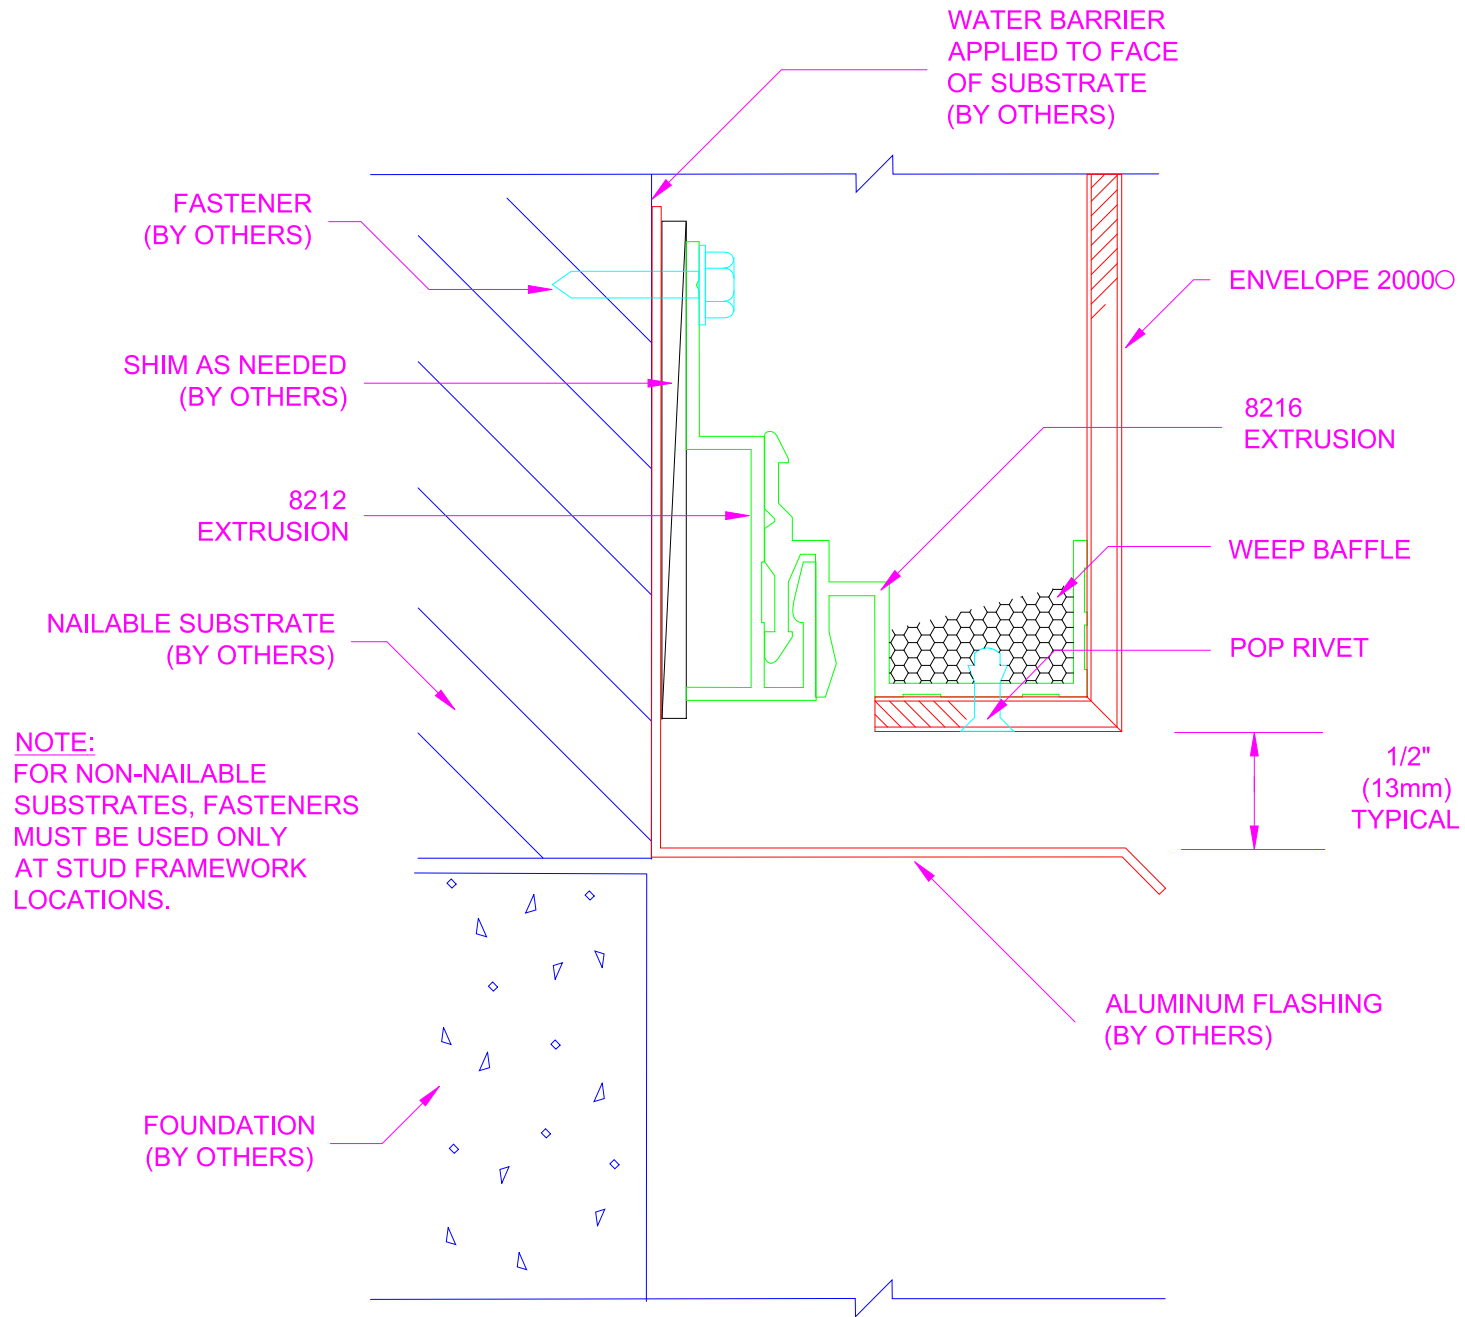 WATER BARRIER
APPLIED TO FACE
OF SUBSTRATE
(BY OTHERS)
FASTENER
(BY OTHERS)
ENVELOPE 2000○
SHIM AS NEEDED
(BY OTHERS)
8216
EXTRUSION
8212
EXTRUSION
WEEP BAFFLE
NAILABLE SUBSTRATE
(BY OTHERS)
POP RIVET
NOTE:
FOR NON-NAILABLE
SUBSTRATES, FASTENERS
MUST BE USED ONLY
AT STUD FRAMEWORK
LOCATIONS.
1/2"
(13mm)
TYPICAL
ALUMINUM FLASHING
(BY OTHERS)
FOUNDATION
(BY OTHERS)